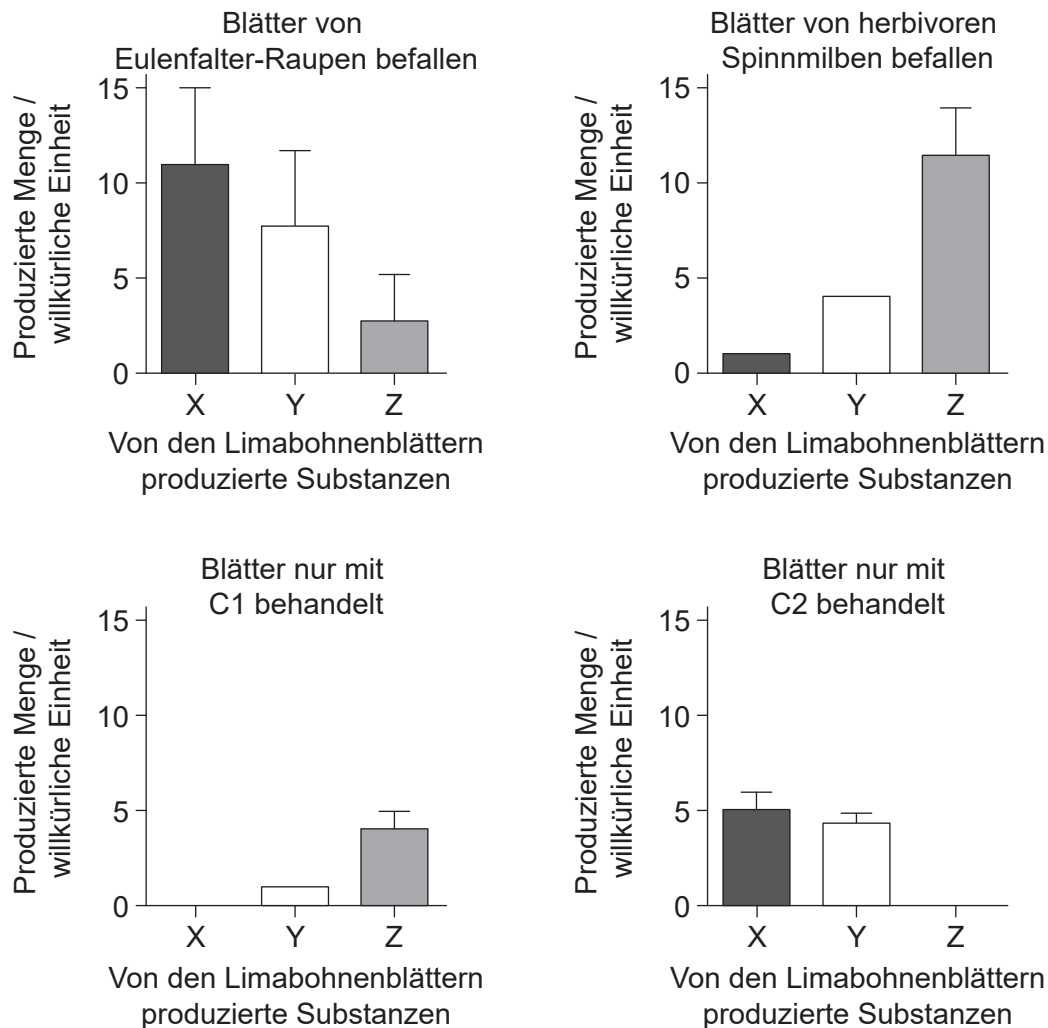 Blätter von
Eulenfalter-Raupen befallen
Produzierte Menge /
willkürliche Einheit
15
10
5
0
X Y Z
Von den Limabohnenblättern
produzierte Substanzen
Blätter von herbivoren
Spinnmilben befallen
Produzierte Menge /
willkürliche Einheit
15
10
5
0
X Y Z
Von den Limabohnenblättern
produzierte Substanzen
Blätter nur mit
C1 behandelt
Produzierte Menge /
willkürliche Einheit
15
10
5
0
X Y Z
Von den Limabohnenblättern
produzierte Substanzen
Blätter nur mit
C2 behandelt
Produzierte Menge /
willkürliche Einheit
15
10
5
0
X Y Z
Von den Limabohnenblättern
produzierte Substanzen